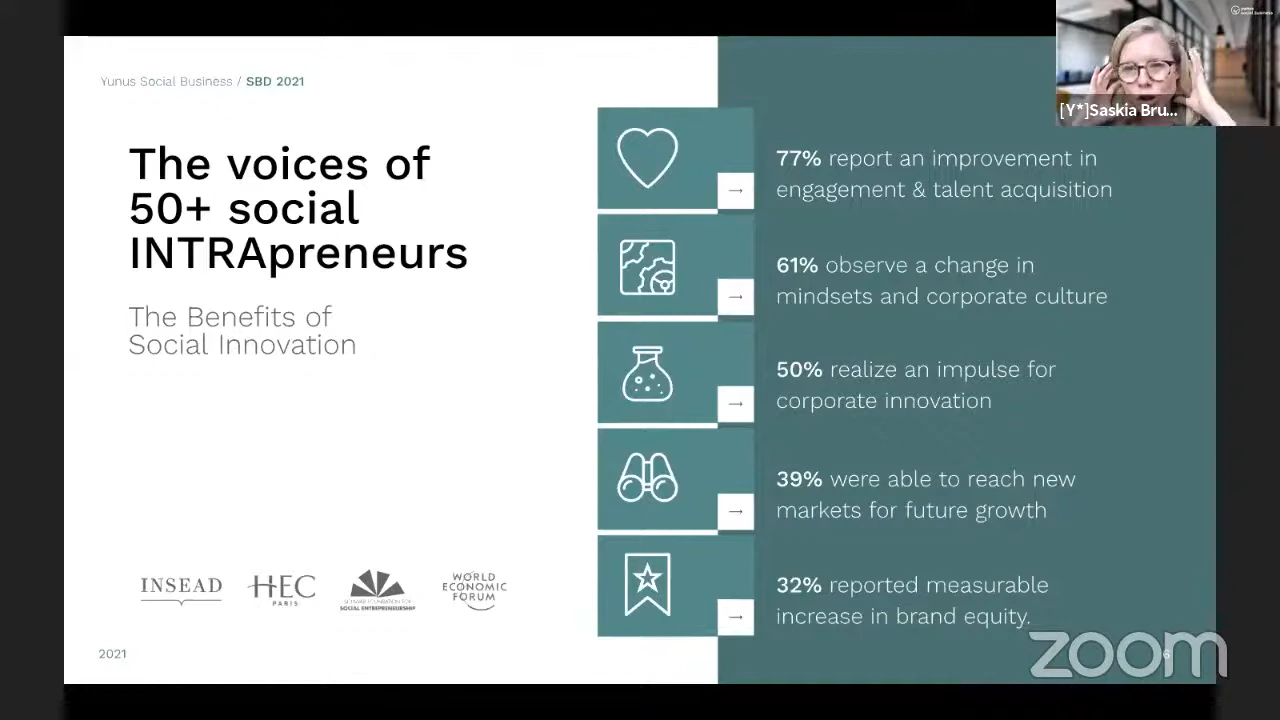 Yunus Social Business / SBD 2021
The voices of
50+ social
INTRApreneurs
The Benefits of
Social Innovation
77% report an improvement in
engagement & talent acquisition
61% observe a change in
mindsets and corporate culture
50% realize an impulse for
corporate innovation
39% were able to reach new
markets for future growth
32% reported measurable
increase in brand equity.
INSEAD
HEC
PARIS
SOCIAL ENTREPRENEURSHIP
WORLD
ECONOMIC
FORUM
2021
6
zoom
[Y*]Saskia Bru...